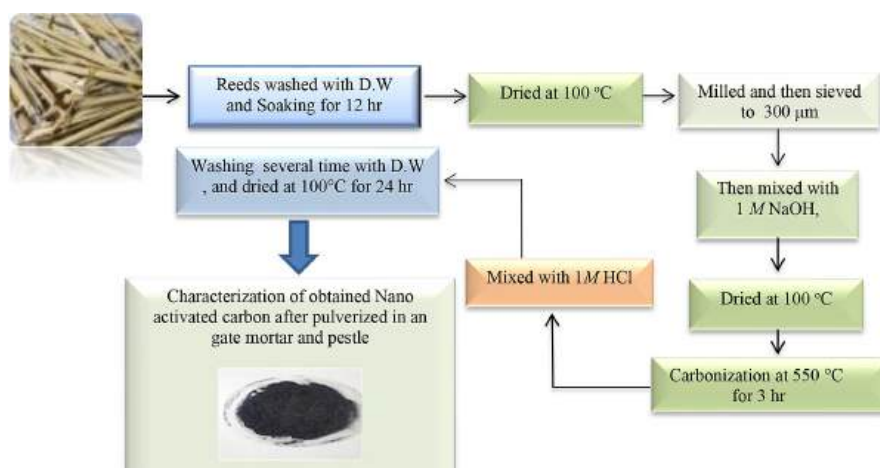 Reeds washed with D.W
and Soaking for 12 hr
Dried at 100 °C
Milled and then sieved
to 300 μm
Then mixed with
1 M NaOH,
Dried at 100 °C
Carbonization at 550 °C
for 3 hr
Mixed with 1M HCl
Washing several time with D.W
, and dried at 100°C for 24 hr
Characterization of obtained Nano
activated carbon after pulverized in an
gate mortar and pestle